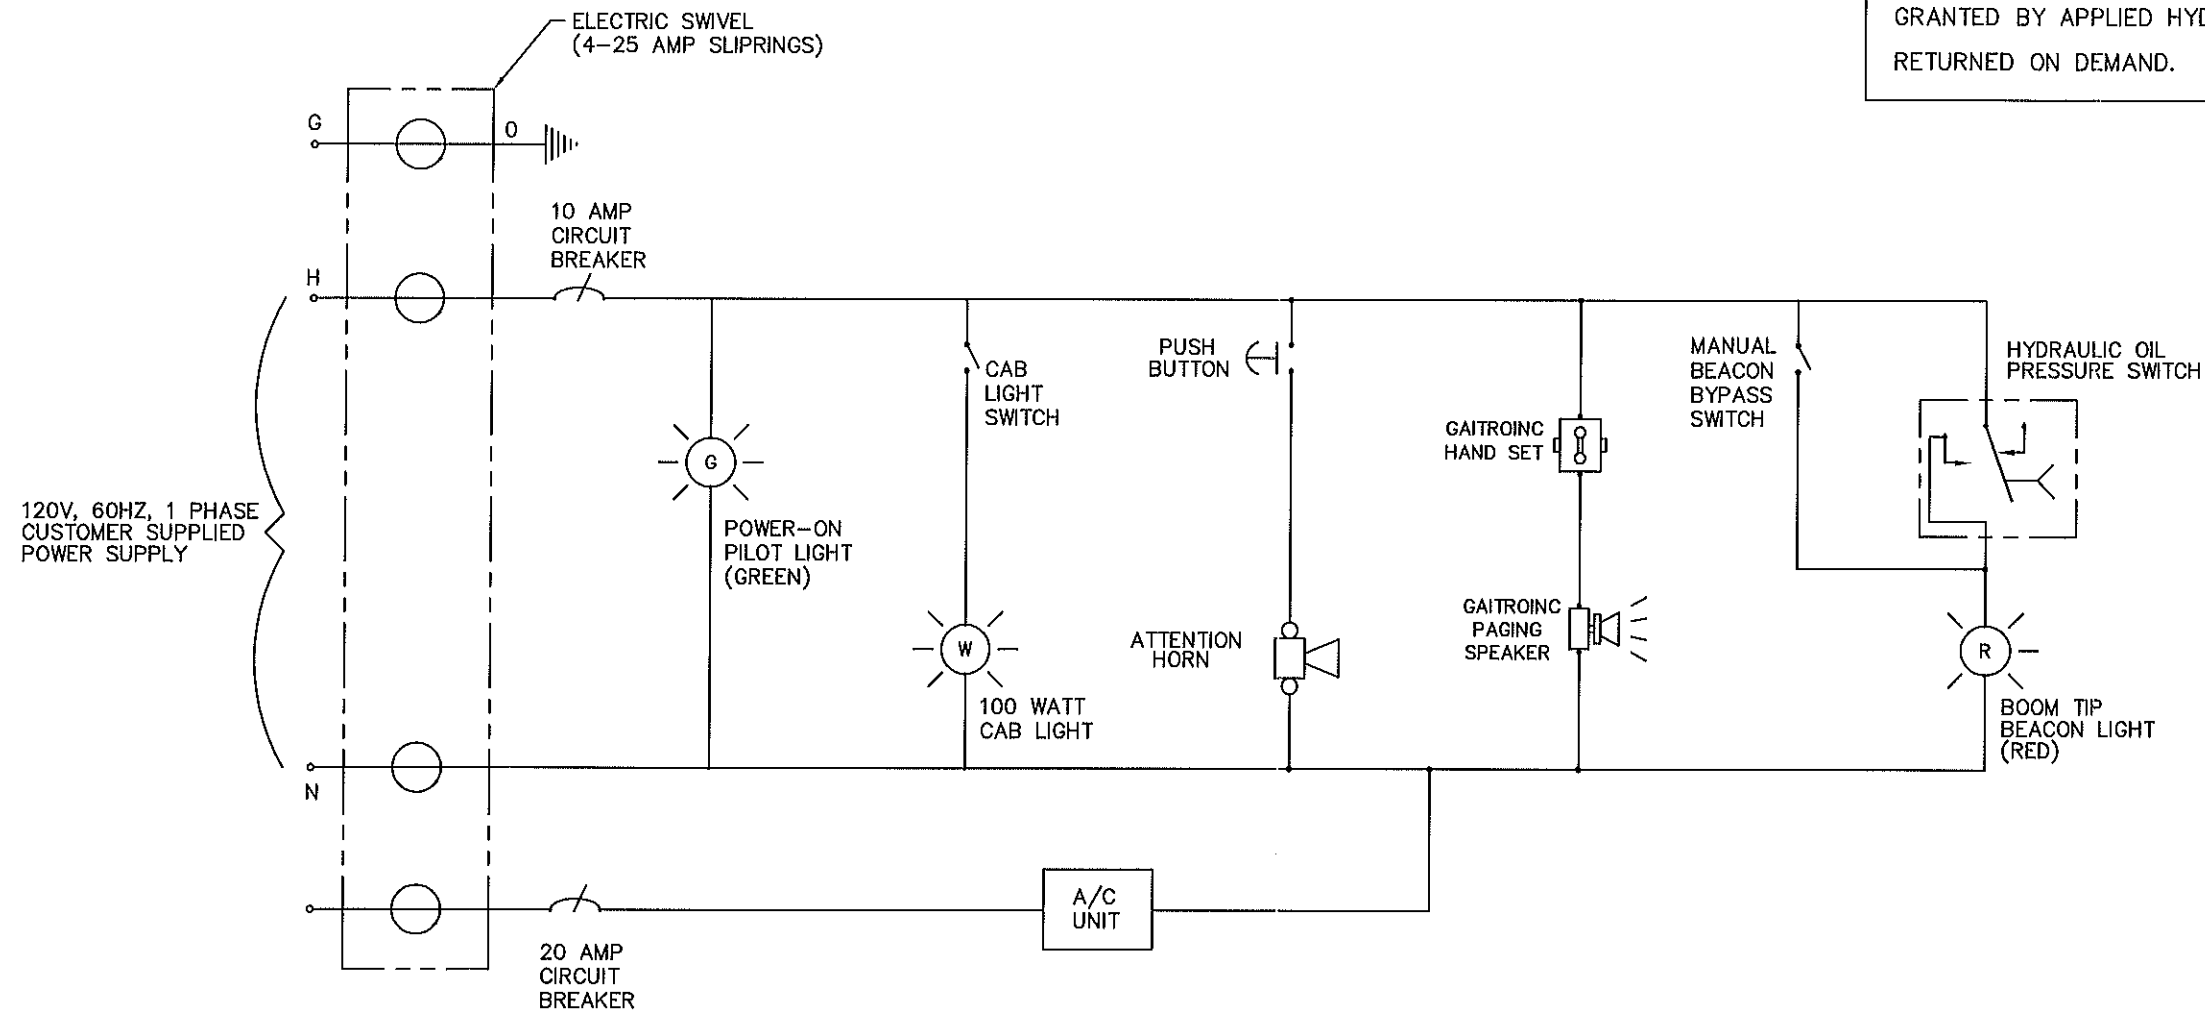 ELECTRIC SWIVEL
(4-25 AMP SLIPRINGS)
GRANTED BY APPLIED
RETURNED ON DEMAND.
G
O
10 AMP
CIRCUIT
BREAKER
H
PUSH
BUTTON
CAB
LIGHT
SWITCH
MANUAL
BEACON
BYPASS
SWITCH
HYDRAULIC OIL
PRESSURE SWITCH
GAITROINC
HAND SET
G
120V, 60HZ, 1 PHASE
CUSTOMER SUPPLIED
POWER SUPPLY
POWER-ON
PILOT LIGHT
(GREEN)
GAITROINC
PAGING
SPEAKER
ATTENTION
HORN
W
R
100 WATT
CAB LIGHT
BOOM TIP
BEACON LIGHT
(RED)
N
A/C
UNIT
20 AMP
CIRCUIT
BREAKER